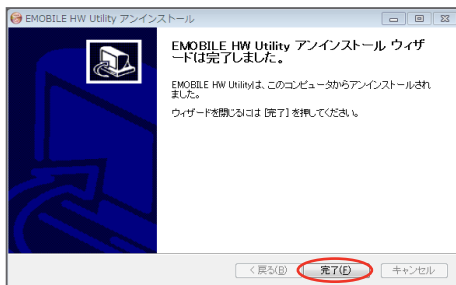 EMOBILE HW Utility アンインストール
EMOBILE HW Utility アンインストール ウィザ
ードは完了しました。
EMOBILE HW Utilityは、このコンピュータからアンインストールされ
ました。
ウィザードを閉じるには [完了] を押してください。
< 戻る(B)
完了(F)
キャンセル